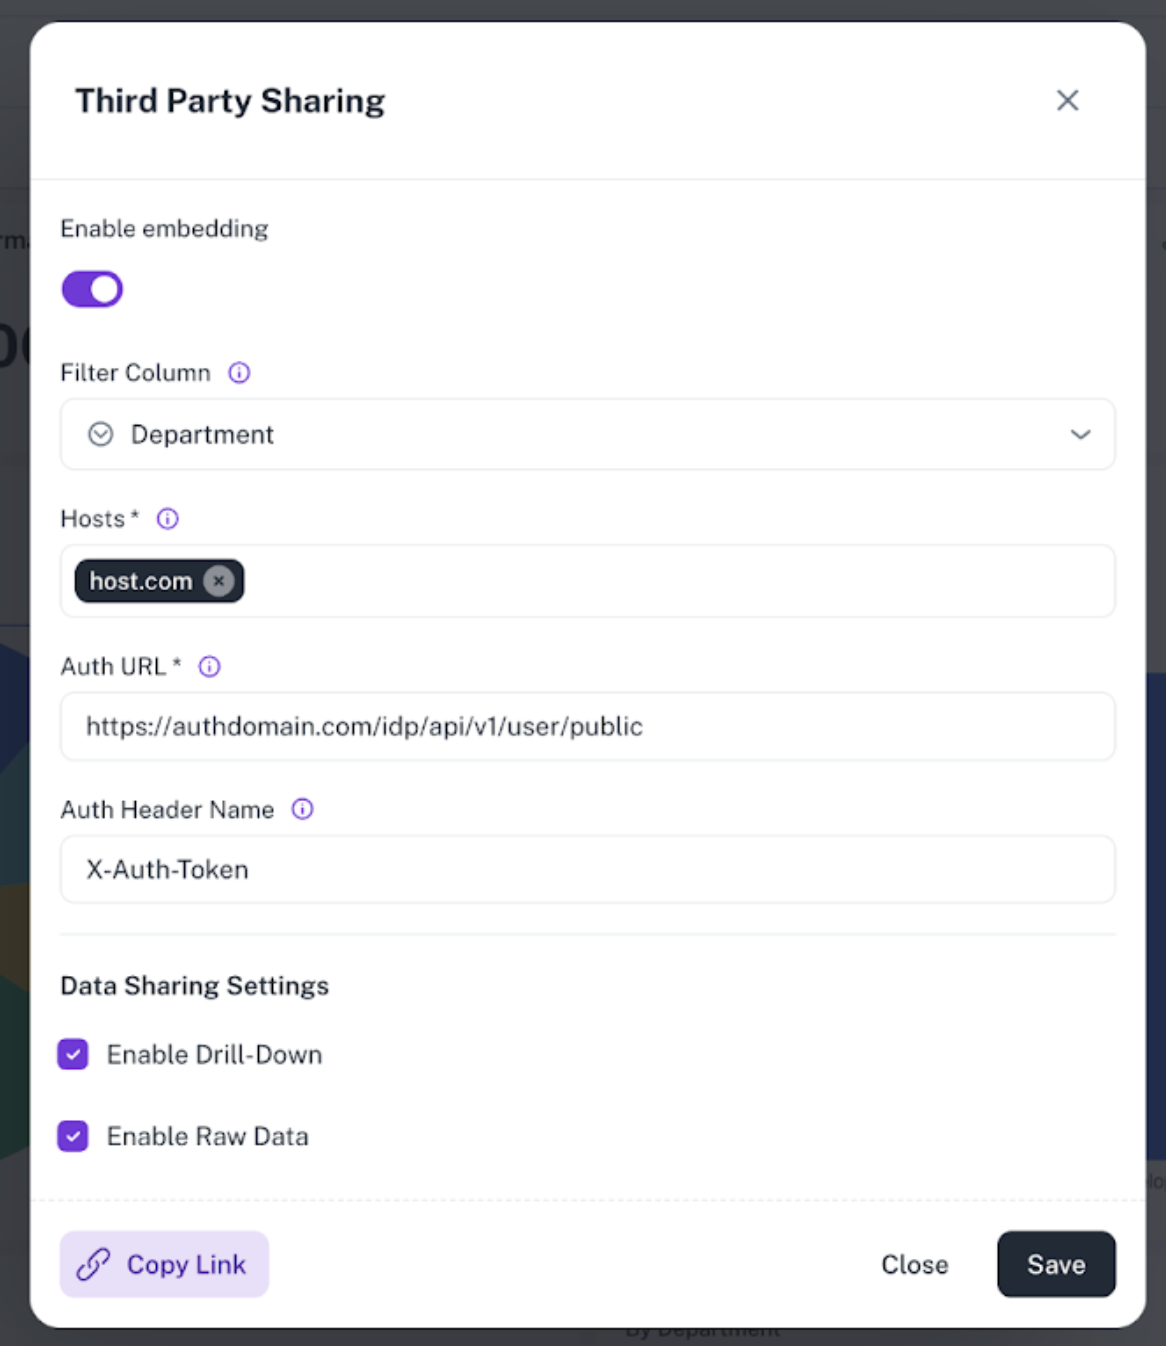 Third Party Sharing
Enable embedding
Filter Column
Department
Hosts *
host.com
Auth URL *
https://authdomain.com/idp/api/v1/user/public
Auth Header Name
X-Auth-Token
Data Sharing Settings
Enable Drill-Down
Enable Raw Data
Copy Link
Close
Save
By Department